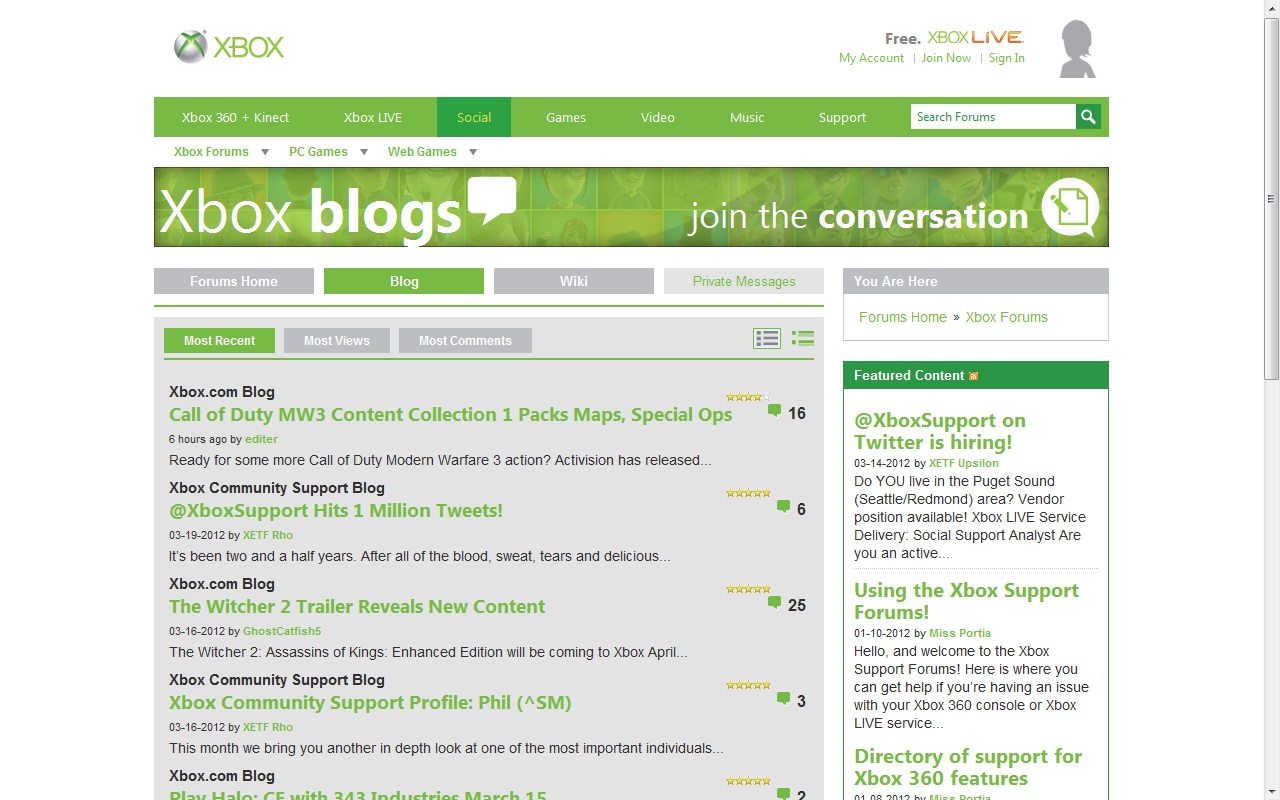 XBOX
Free. XBOX LIVE
My Account | Join Now | Sign In
Xbox 360 + Kinect Xbox LIVE Social Games Video Music Support Search Forums
Xbox Forums PC Games Web Games
Xbox blogs join the conversation
Forums Home Blog Wiki Private Messages
You Are Here
Forums Home » Xbox Forums
Most Recent Most Views Most Comments
Xbox.com Blog
Call of Duty MW3 Content Collection 1 Packs Maps, Special Ops 16
6 hours ago by editer
Ready for some more Call of Duty Modern Warfare 3 action? Activision has released...
Xbox Community Support Blog
@XboxSupport Hits 1 Million Tweets! 6
03-19-2012 by XETF Rho
It's been two and a half years. After all of the blood, sweat, tears and delicious...
Xbox.com Blog
The Witcher 2 Trailer Reveals New Content 25
03-16-2012 by GhostCatfish5
The Witcher 2: Assassins of Kings: Enhanced Edition will be coming to Xbox April...
Xbox Community Support Blog
Xbox Community Support Profile: Phil (^SM) 3
03-16-2012 by XETF Rho
This month we bring you another in depth look at one of the most important individuals...
Xbox.com Blog
Play Halo: CE with 343 Industries March 15 2
Featured Content
@XboxSupport on
Twitter is hiring!
03-14-2012 by XETF Upsilon
Do YOU live in the Puget Sound
(Seattle/Redmond) area? Vendor
position available! Xbox LIVE Service
Delivery: Social Support Analyst Are
you an active...
Using the Xbox Support
Forums!
01-10-2012 by Miss Portia
Hello, and welcome to the Xbox
Support Forums! Here is where you
can get help if you're having an issue
with your Xbox 360 console or Xbox
LIVE service...
Directory of support for
Xbox 360 features
01-08-2012 by Miss Portia